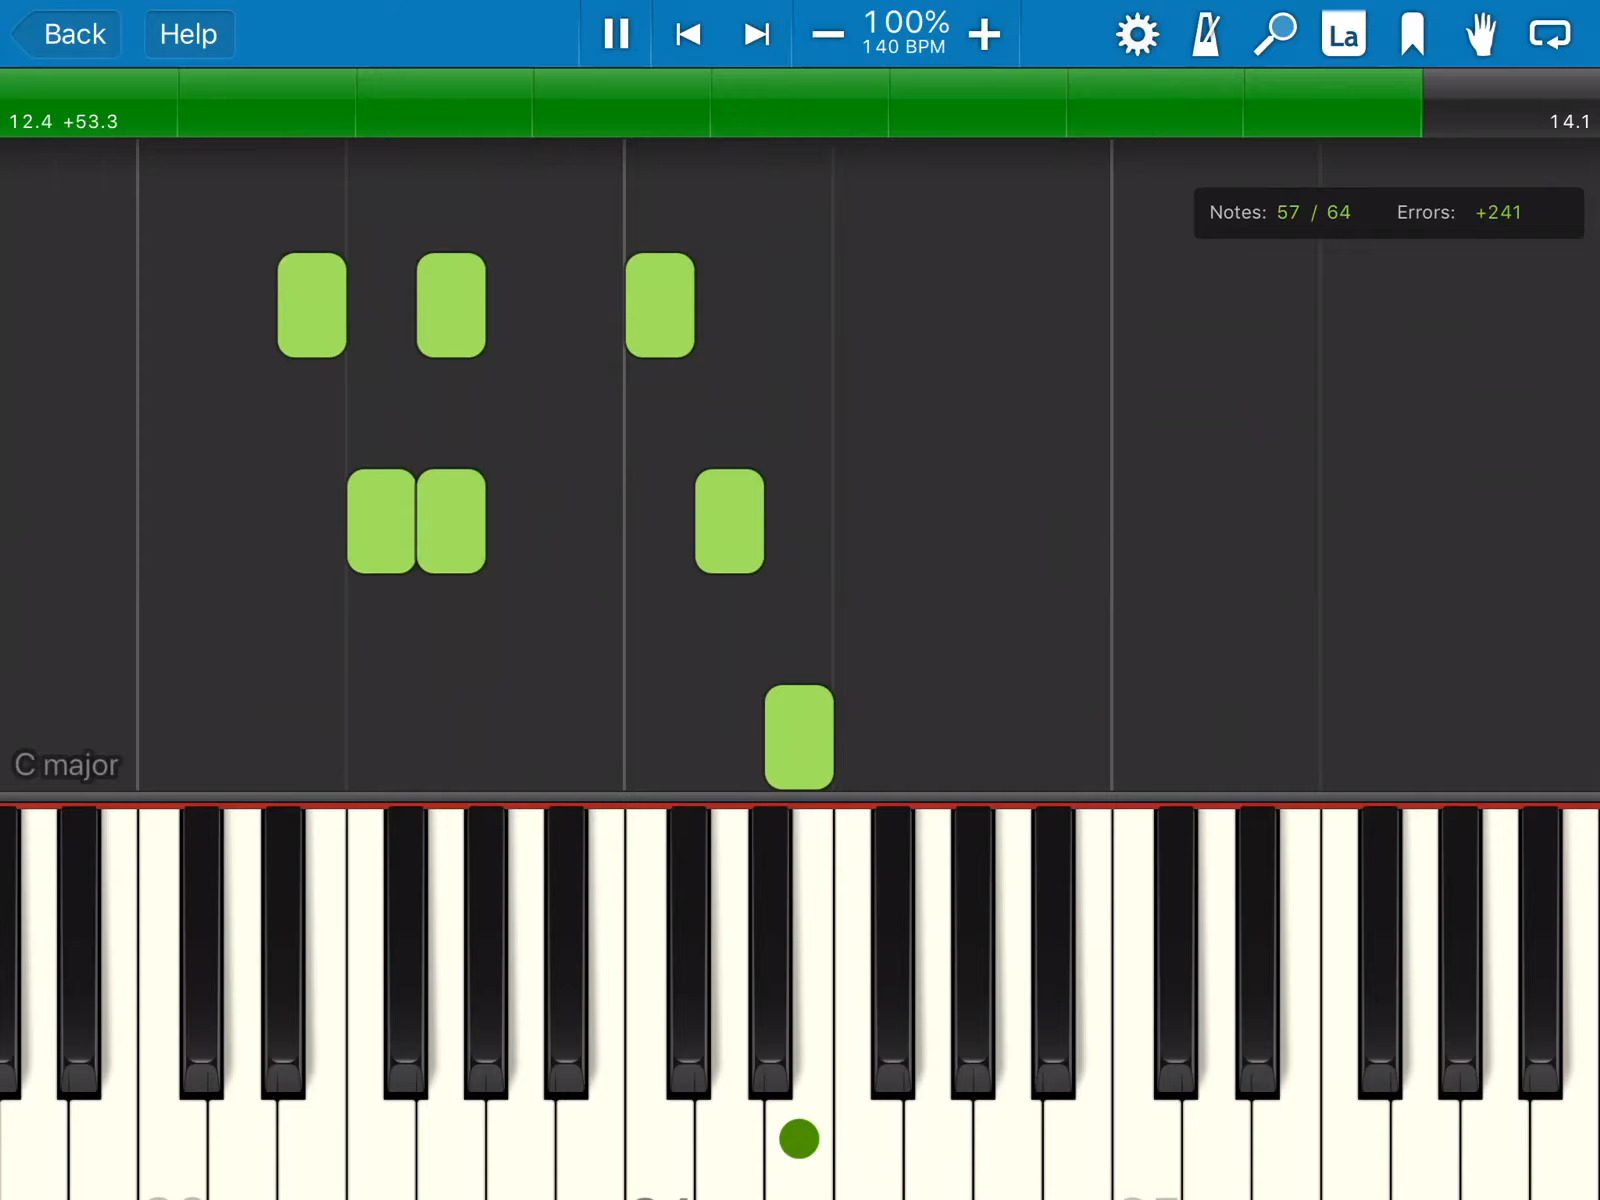 Back Help 100% La
140 BPM
12.4 +53.3 14.1
Notes: 57 / 64 Errors: +241
C major